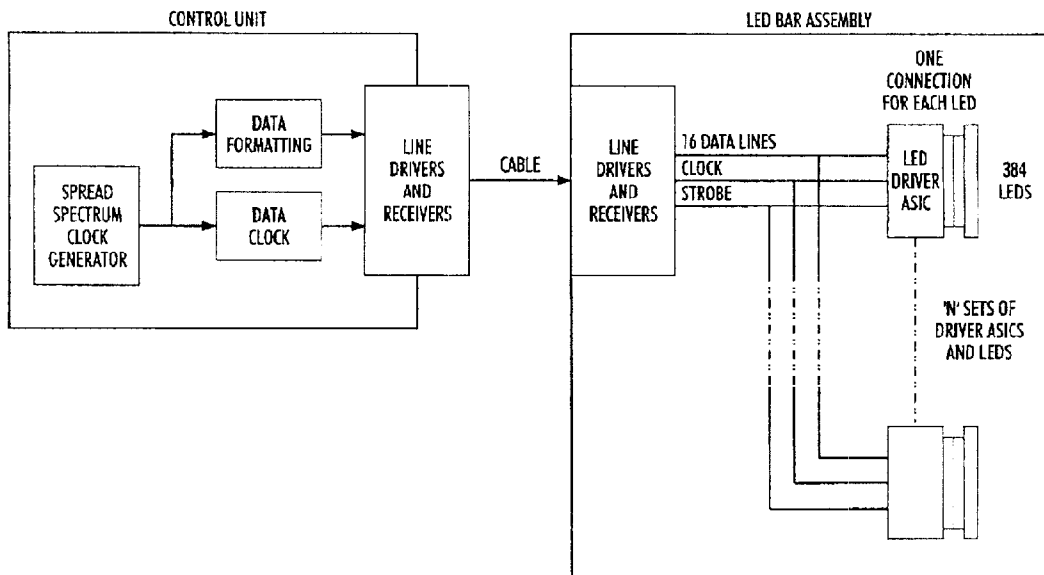 CONTROL UNIT
SPREAD
SPECTRUM
CLOCK
GENERATOR
DATA
FORMATTING
DATA
CLOCK
LINE
DRIVERS
AND
RECEIVERS
CABLE
LED BAR ASSEMBLY
LINE
DRIVERS
AND
RECEIVERS
16 DATA LINES
CLOCK
STROBE
ONE
CONNECTION
FOR EACH LED
LED
DRIVER
ASIC
384
LEDS
'N' SETS OF
DRIVER ASICS
AND LEDS